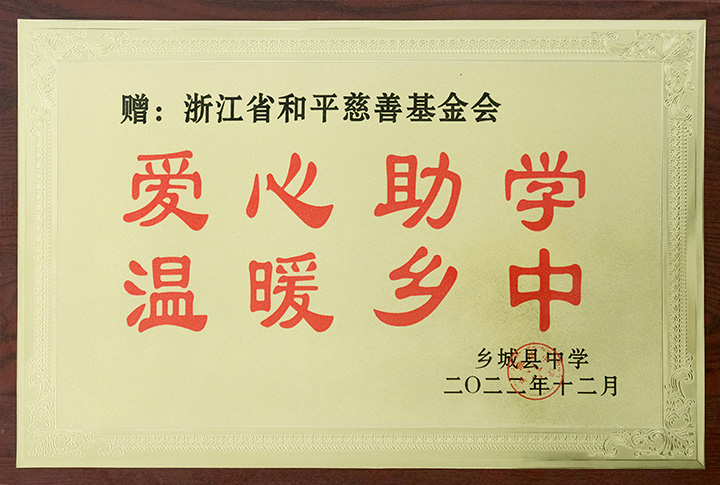 赠：浙江省和平慈善基金会
爱心助学
温暖乡中
乡城县中学
二〇二二年十二月